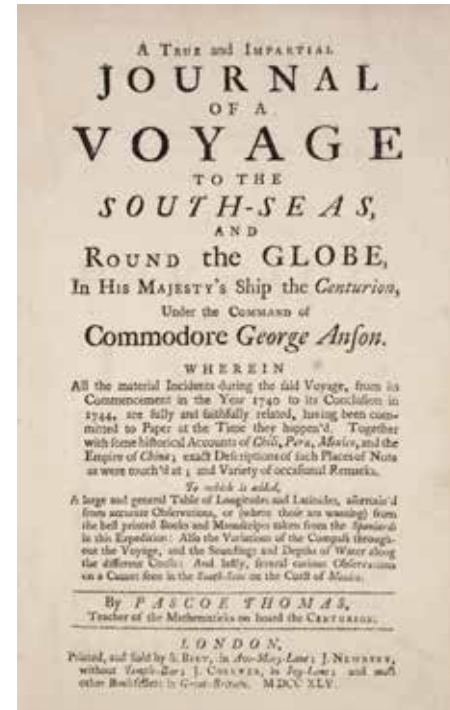 A TRUE and IMPARTIAL
JOURNAL
OF A
VOYAGE
TO THE
SOUTH-SEAS,
AND
ROUND the GLOBE,
In HIS MAJESTY's Ship the Centurion,
Under the COMMAND of
Commodore George Anſon.
WHEREIN
All the material Incidents during the ſaid Voyage, from its
Commencement in the Year 1740 to its Concluſion in
1744, are fully and faithfully related, having been com-
mitted to Paper at the Time they happen'd. Together
with ſome hiſtorical Accounts of Chili, Peru, Mexico, and the
Empire of China; exact Deſcriptions of ſuch Places of Note
as were touch'd at; and Variety of occaſional Remarks.
To which is added,
A large and general Table of Longitudes and Latitudes, aſcertain'd
from accurate Obſervations, or (where thoſe are wanting) from
the beſt printed Books and Manuſcripts taken from the Spaniards
in this Expedition: Alſo the Variations of the Compaſs through-
out the Voyage, and the Soundings and Depths of Water along
the different Coaſts: And laſtly, ſeveral curious Obſervations
on a Comet ſeen in the South-Seas on the Coaſt of Mexico.
By PASCOE THOMAS,
Teacher of the Mathematicks on board the CENTURION.
LONDON,
Printed, and Sold by S. BIRT, in Ave-Mary-Lane; J. NEWBERY,
without Temple-Bar; J. COLLYER, in Ivy-Lane; and moſt
other Bookſellers in Great-Britain. MDCC XLV.